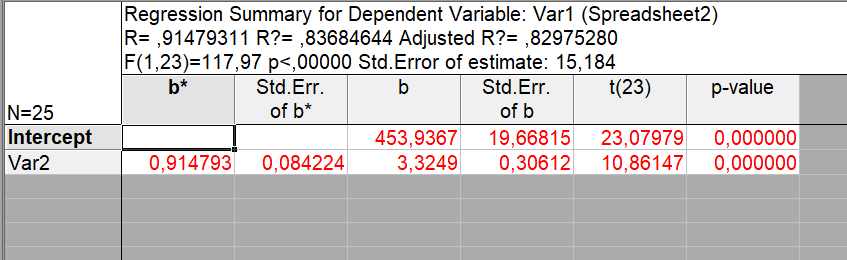 Regression Summary for Dependent Variable: Var1 (Spreadsheet2)
R= ,91479311 R?= ,83684644 Adjusted R?= ,82975280
F(1,23)=117,97 p<,00000 Std.Error of estimate: 15,184
N=25 b* Std.Err. of b* b Std.Err. of b t(23) p-value
Intercept 453,9367 19,66815 23,07979 0,000000
Var2 0,914793 0,084224 3,3249 0,30612 10,86147 0,000000